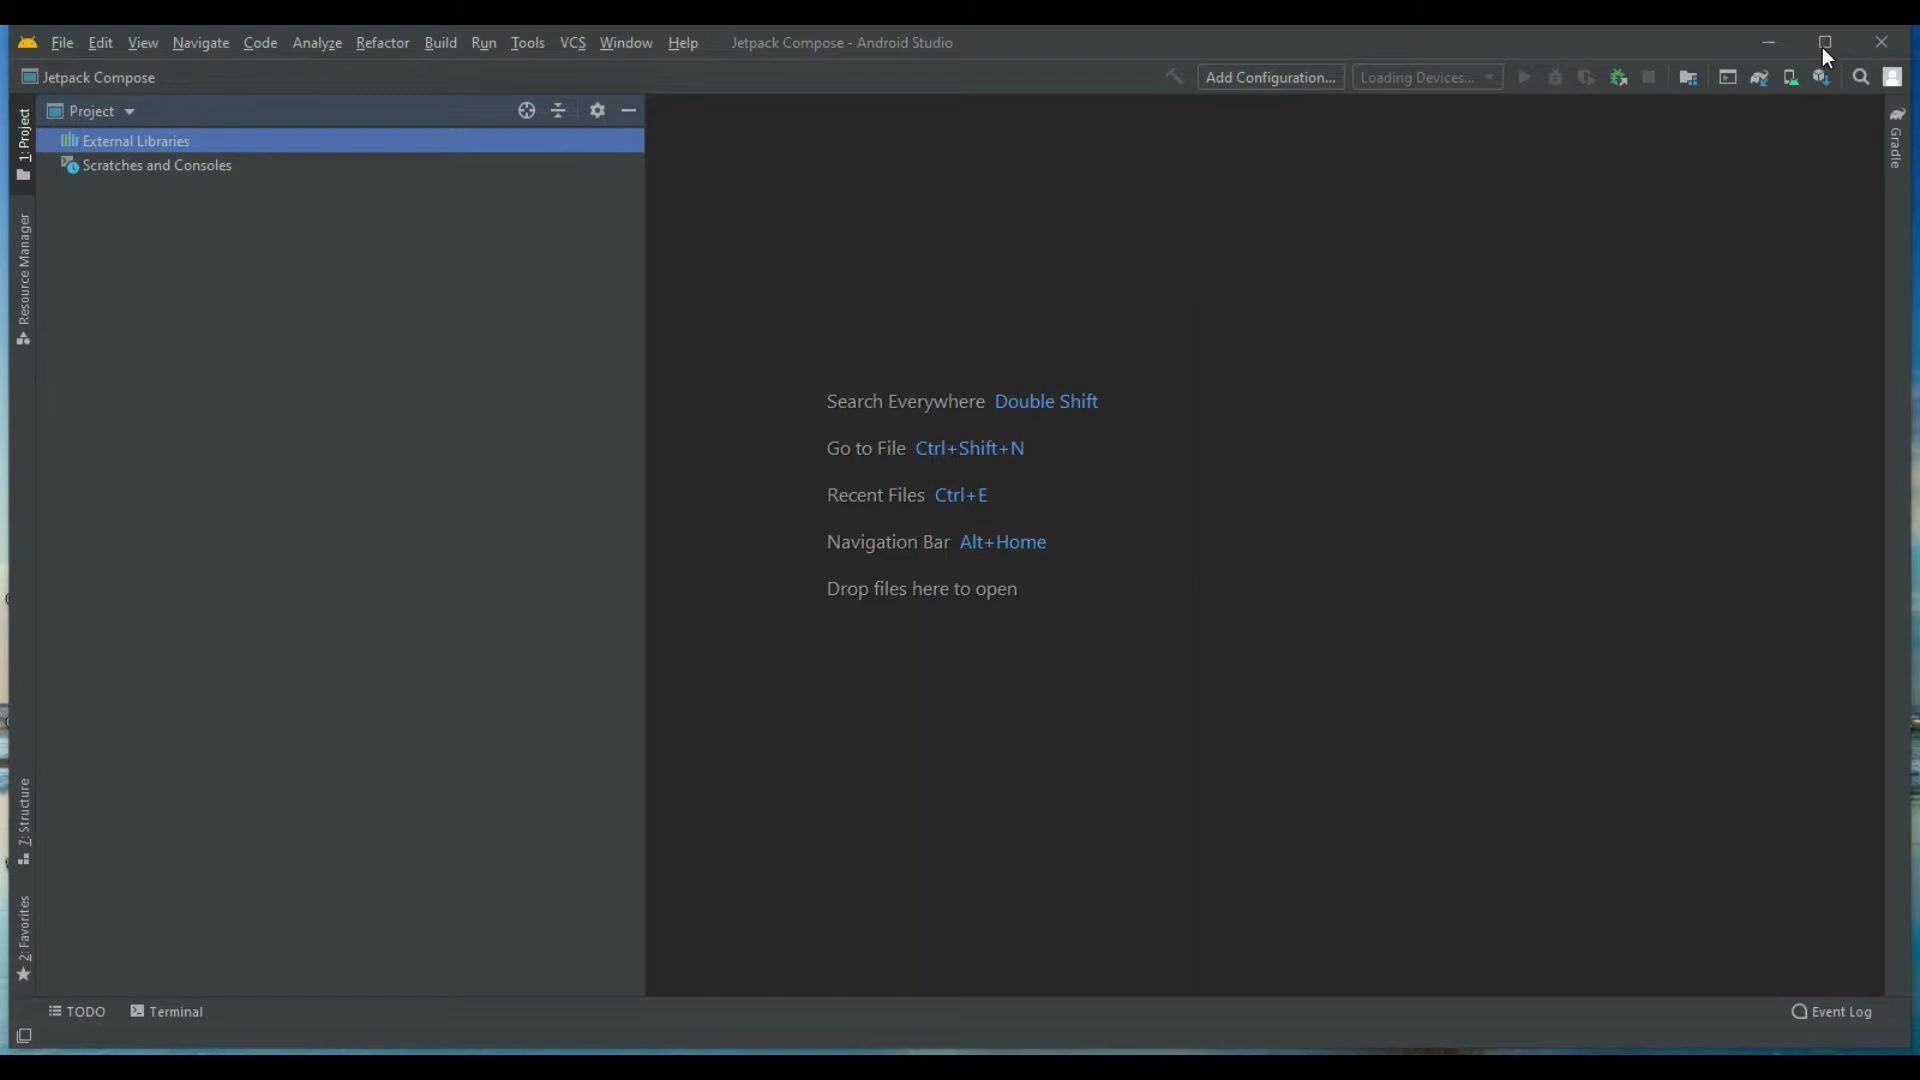 File Edit View Navigate Code Analyze Refactor Build Run Tools VCS Window Help Jetpack Compose - Android Studio
Jetpack Compose Add Configuration... Loading Devices...
1: Project
Resource Manager
7: Structure
2: Favorites
Project
External Libraries
Scratches and Consoles
Search Everywhere Double Shift
Go to File Ctrl+Shift+N
Recent Files Ctrl+E
Navigation Bar Alt+Home
Drop files here to open
Gradle
TODO Terminal Event Log